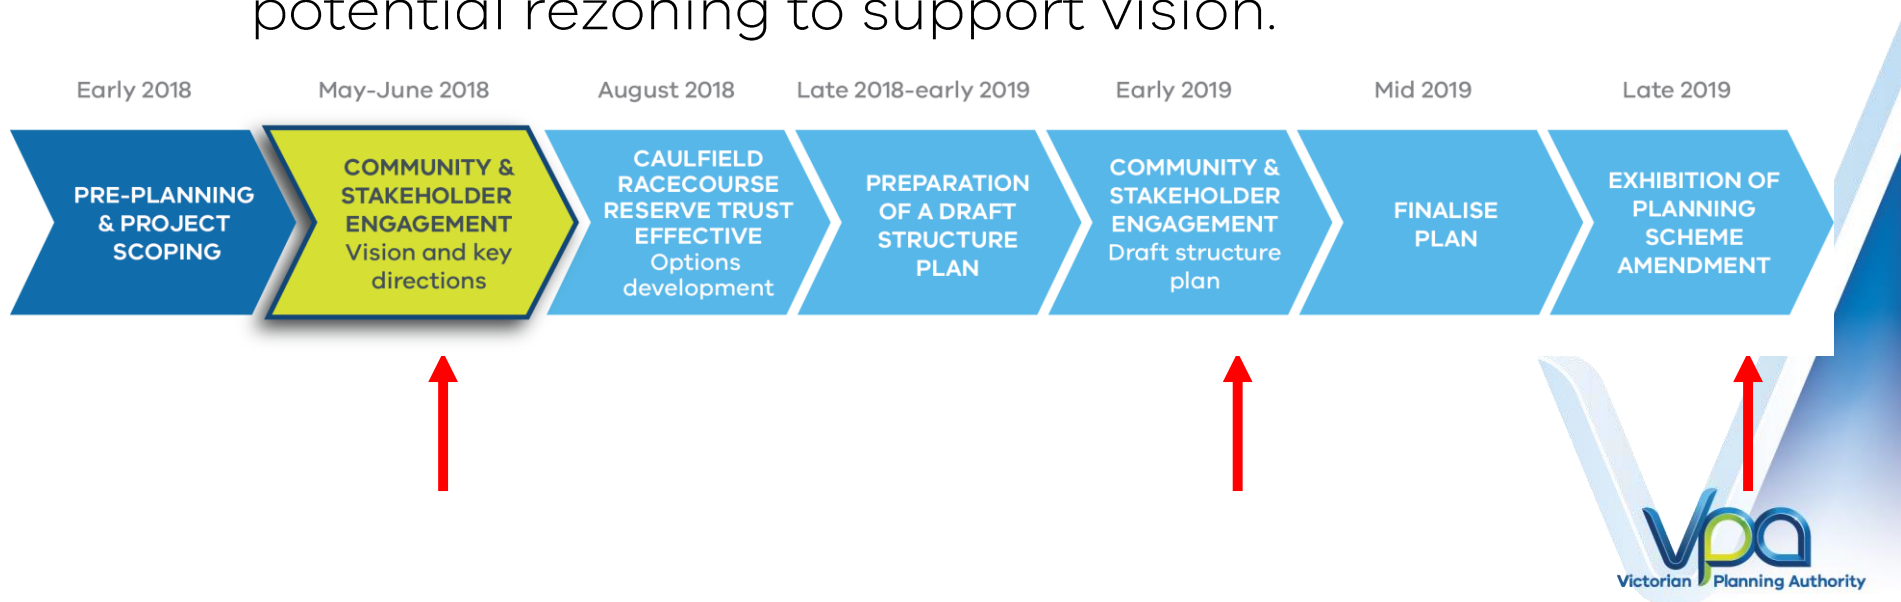 potential rezoning to support vision.
Early 2018
May-June 2018
August 2018
Late 2018-early 2019
Early 2019
Mid 2019
Late 2019
PRE-PLANNING
& PROJECT
SCOPING
COMMUNITY &
STAKEHOLDER
ENGAGEMENT
Vision and key
directions
CAULFIELD
RACECOURSE
RESERVE TRUST
EFFECTIVE
Options
development
PREPARATION
OF A DRAFT
STRUCTURE
PLAN
COMMUNITY &
STAKEHOLDER
ENGAGEMENT
Draft structure
plan
FINALISE
PLAN
EXHIBITION OF
PLANNING
SCHEME
AMENDMENT
vpa
Victorian Planning Authority